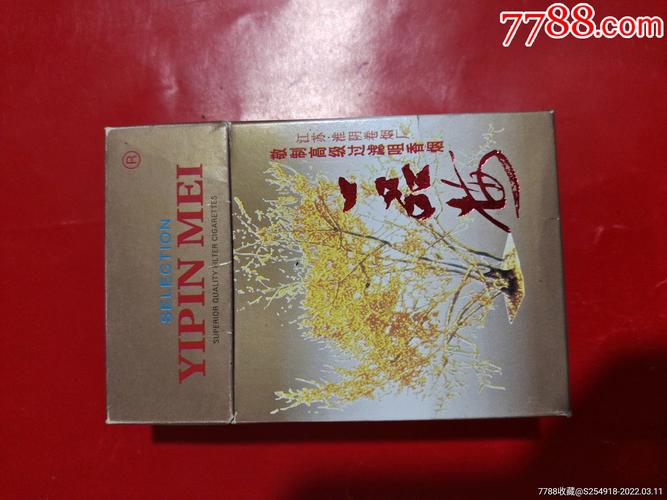 7788.com
®
SELECTION
YIPIN MEI
SUPERIOR QUALITY FILTER CIGARETTES
江苏·淮阴卷烟厂
敬制高级过滤咀香烟
一品梅
7788收藏@S254918-2022.03.11